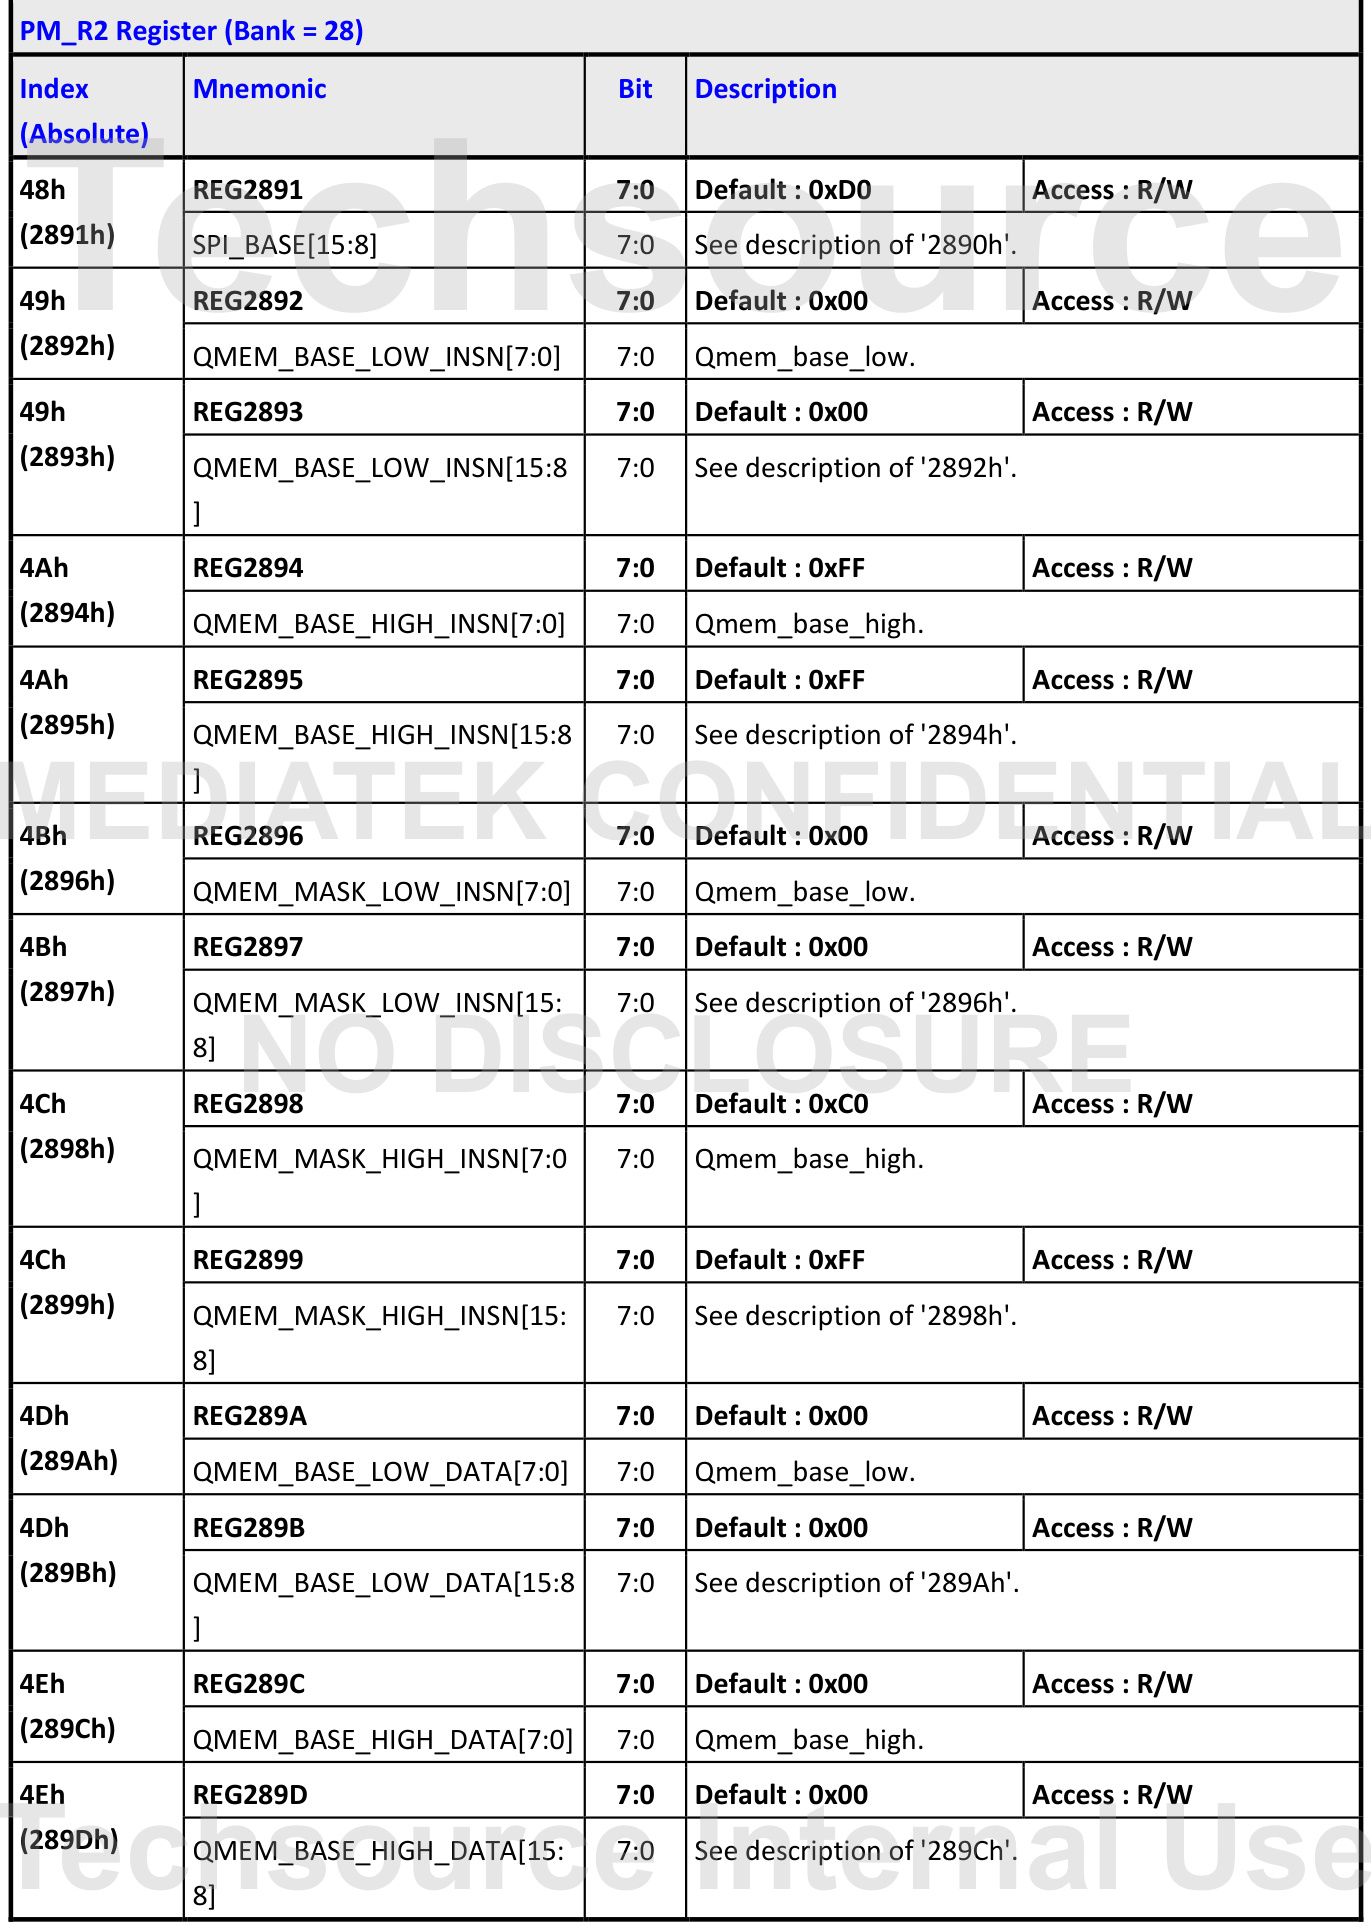 PM_R2 Register (Bank = 28)
Index (Absolute) Mnemonic Bit Description
48h (2891h) REG2891 7:0 Default : 0xD0 Access : R/W
SPI_BASE[15:8] 7:0 See description of '2890h'.
49h (2892h) REG2892 7:0 Default : 0x00 Access : R/W
QMEM_BASE_LOW_INSN[7:0] 7:0 Qmem_base_low.
49h (2893h) REG2893 7:0 Default : 0x00 Access : R/W
QMEM_BASE_LOW_INSN[15:8] 7:0 See description of '2892h'.
4Ah (2894h) REG2894 7:0 Default : 0xFF Access : R/W
QMEM_BASE_HIGH_INSN[7:0] 7:0 Qmem_base_high.
4Ah (2895h) REG2895 7:0 Default : 0xFF Access : R/W
QMEM_BASE_HIGH_INSN[15:8] 7:0 See description of '2894h'.
4Bh (2896h) REG2896 7:0 Default : 0x00 Access : R/W
QMEM_MASK_LOW_INSN[7:0] 7:0 Qmem_base_low.
4Bh (2897h) REG2897 7:0 Default : 0x00 Access : R/W
QMEM_MASK_LOW_INSN[15:8] 7:0 See description of '2896h'.
4Ch (2898h) REG2898 7:0 Default : 0xC0 Access : R/W
QMEM_MASK_HIGH_INSN[7:0] 7:0 Qmem_base_high.
4Ch (2899h) REG2899 7:0 Default : 0xFF Access : R/W
QMEM_MASK_HIGH_INSN[15:8] 7:0 See description of '2898h'.
4Dh (289Ah) REG289A 7:0 Default : 0x00 Access : R/W
QMEM_BASE_LOW_DATA[7:0] 7:0 Qmem_base_low.
4Dh (289Bh) REG289B 7:0 Default : 0x00 Access : R/W
QMEM_BASE_LOW_DATA[15:8] 7:0 See description of '289Ah'.
4Eh (289Ch) REG289C 7:0 Default : 0x00 Access : R/W
QMEM_BASE_HIGH_DATA[7:0] 7:0 Qmem_base_high.
4Eh (289Dh) REG289D 7:0 Default : 0x00 Access : R/W
QMEM_BASE_HIGH_DATA[15:8] 7:0 See description of '289Ch'.
Techsource
MEDIATEK CONFIDENTIAL
NO DISCLOSURE
Techsource Internal Use